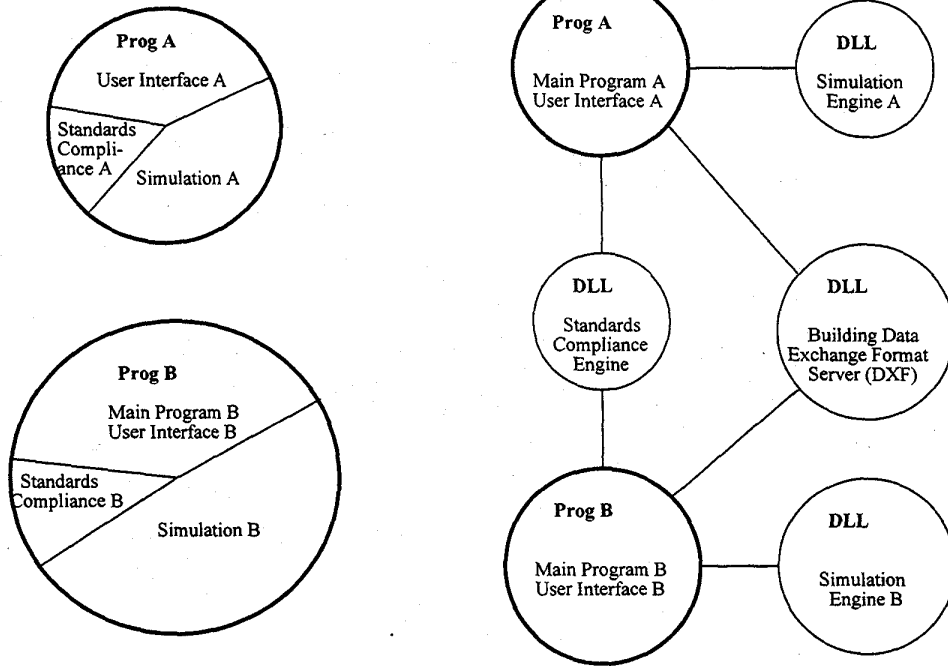 Prog A
User Interface A
Standards
Compli-
ance A
Simulation A
Prog B
Main Program B
User Interface B
Standards
Compliance B
Simulation B
Prog A
Main Program A
User Interface A
DLL
Simulation
Engine A
DLL
Standards
Compliance
Engine
DLL
Building Data
Exchange Format
Server (DXF)
Prog B
Main Program B
User Interface B
DLL
Simulation
Engine B